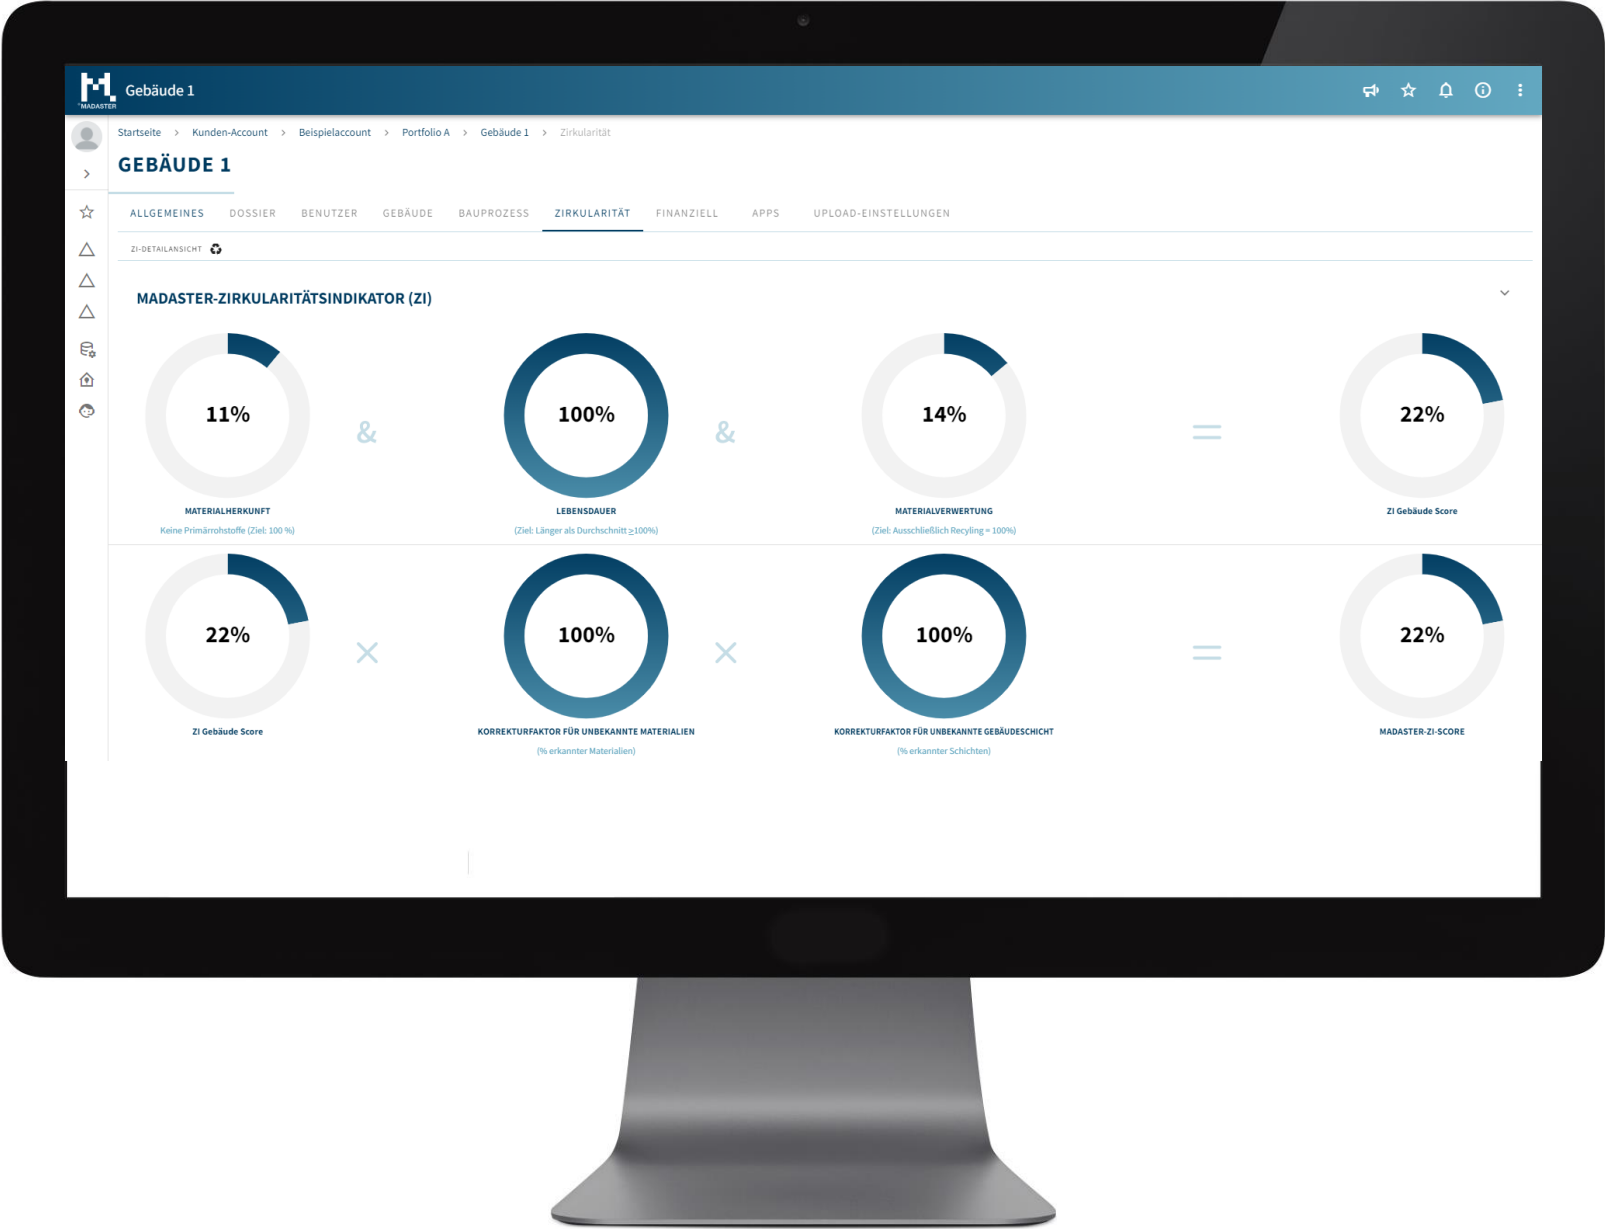 MADASTER
Gebäude 1
Startseite > Kunden-Account > Beispielaccount > Portfolio A > Gebäude 1 > Zirkularität
GEBÄUDE 1
ALLGEMEINES DOSSIER BENUTZER GEBÄUDE BAUPROZESS ZIRKULARITÄT FINANZIELL APPS UPLOAD-EINSTELLUNGEN
ZI-DETAILANSICHT
MADASTER-ZIRKULARITÄTSINDIKATOR (ZI)
11% & 100% & 14% = 22%
MATERIALHERKUNFT LEBENSDAUER MATERIALVERWERTUNG ZI Gebäude Score
Keine Primärrohstoffe (Ziel: 100 %) (Ziel: Länger als Durchschnitt ≥100%) (Ziel: Ausschließlich Recycling = 100%)
22% × 100% × 100% = 22%
ZI Gebäude Score KORREKTURFAKTOR FÜR UNBEKANNTE MATERIALIEN KORREKTURFAKTOR FÜR UNBEKANNTE GEBÄUDESCHICHT MADASTER-ZI-SCORE
(% erkannter Materialien) (% erkannter Schichten)